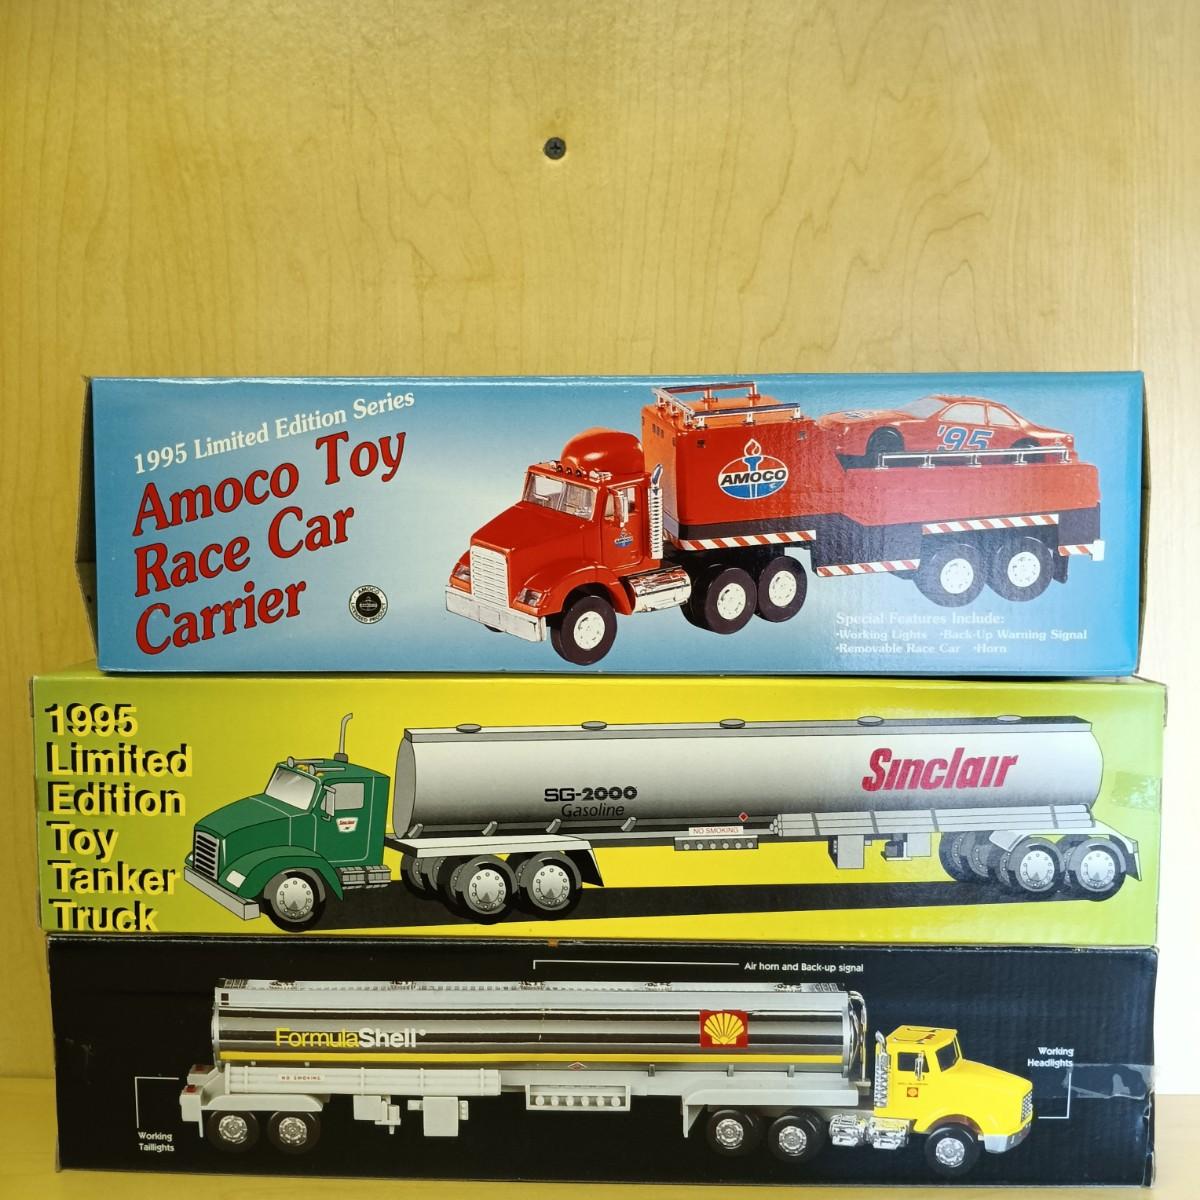 1995 Limited Edition Series
Amoco Toy
Race Car
Carrier
AMOCO
'95
AMOCO
Special Features Include:
•Working Lights •Back-Up Warning Signal
•Removable Race Car •Horn
1995
Limited
Edition
Toy
Tanker
Truck
Sinclair
SG-2000
Gasoline
Sinclair
NO SMOKING
Air horn and Back-up signal
FormulaShell®
NO SMOKING
Working
Headlights
Working
Taillights